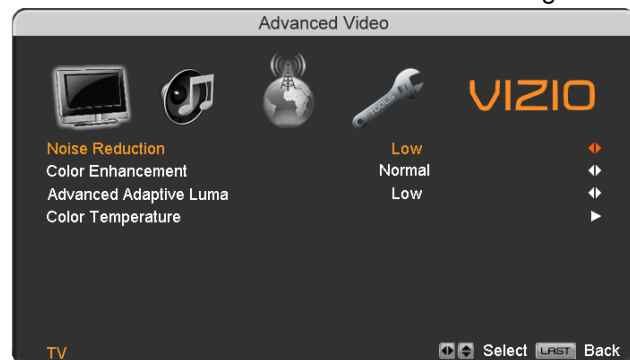 Advanced Video
TOOLS
VIZIO
Noise Reduction Low
Color Enhancement Normal
Advanced Adaptive Luma Low
Color Temperature
TV Select LAST Back